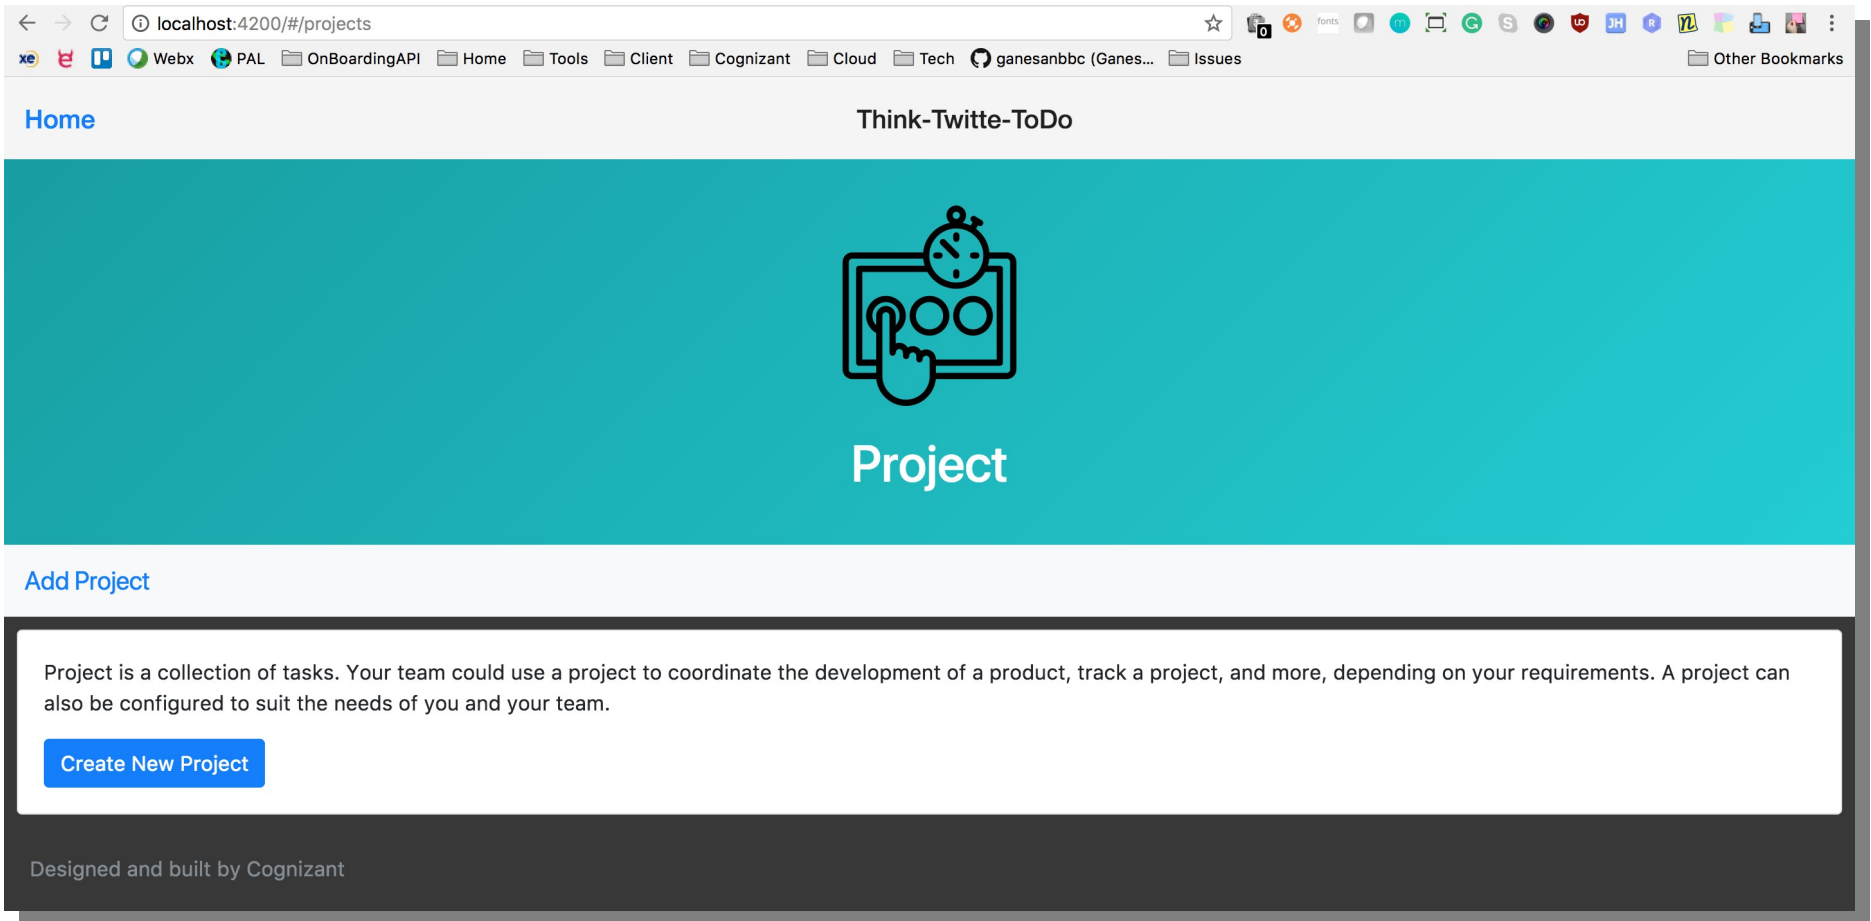 localhost:4200/#/projects
0
fonts
m
G
S
JH
R
n
xe
Webx
PAL
OnBoardingAPI
Home
Tools
Client
Cognizant
Cloud
Tech
ganesanbbc (Ganes...
Issues
Other Bookmarks
Home
Think-Twitte-ToDo
Project
Add Project
Project is a collection of tasks. Your team could use a project to coordinate the development of a product, track a project, and more, depending on your requirements. A project can
also be configured to suit the needs of you and your team.
Create New Project
Designed and built by Cognizant